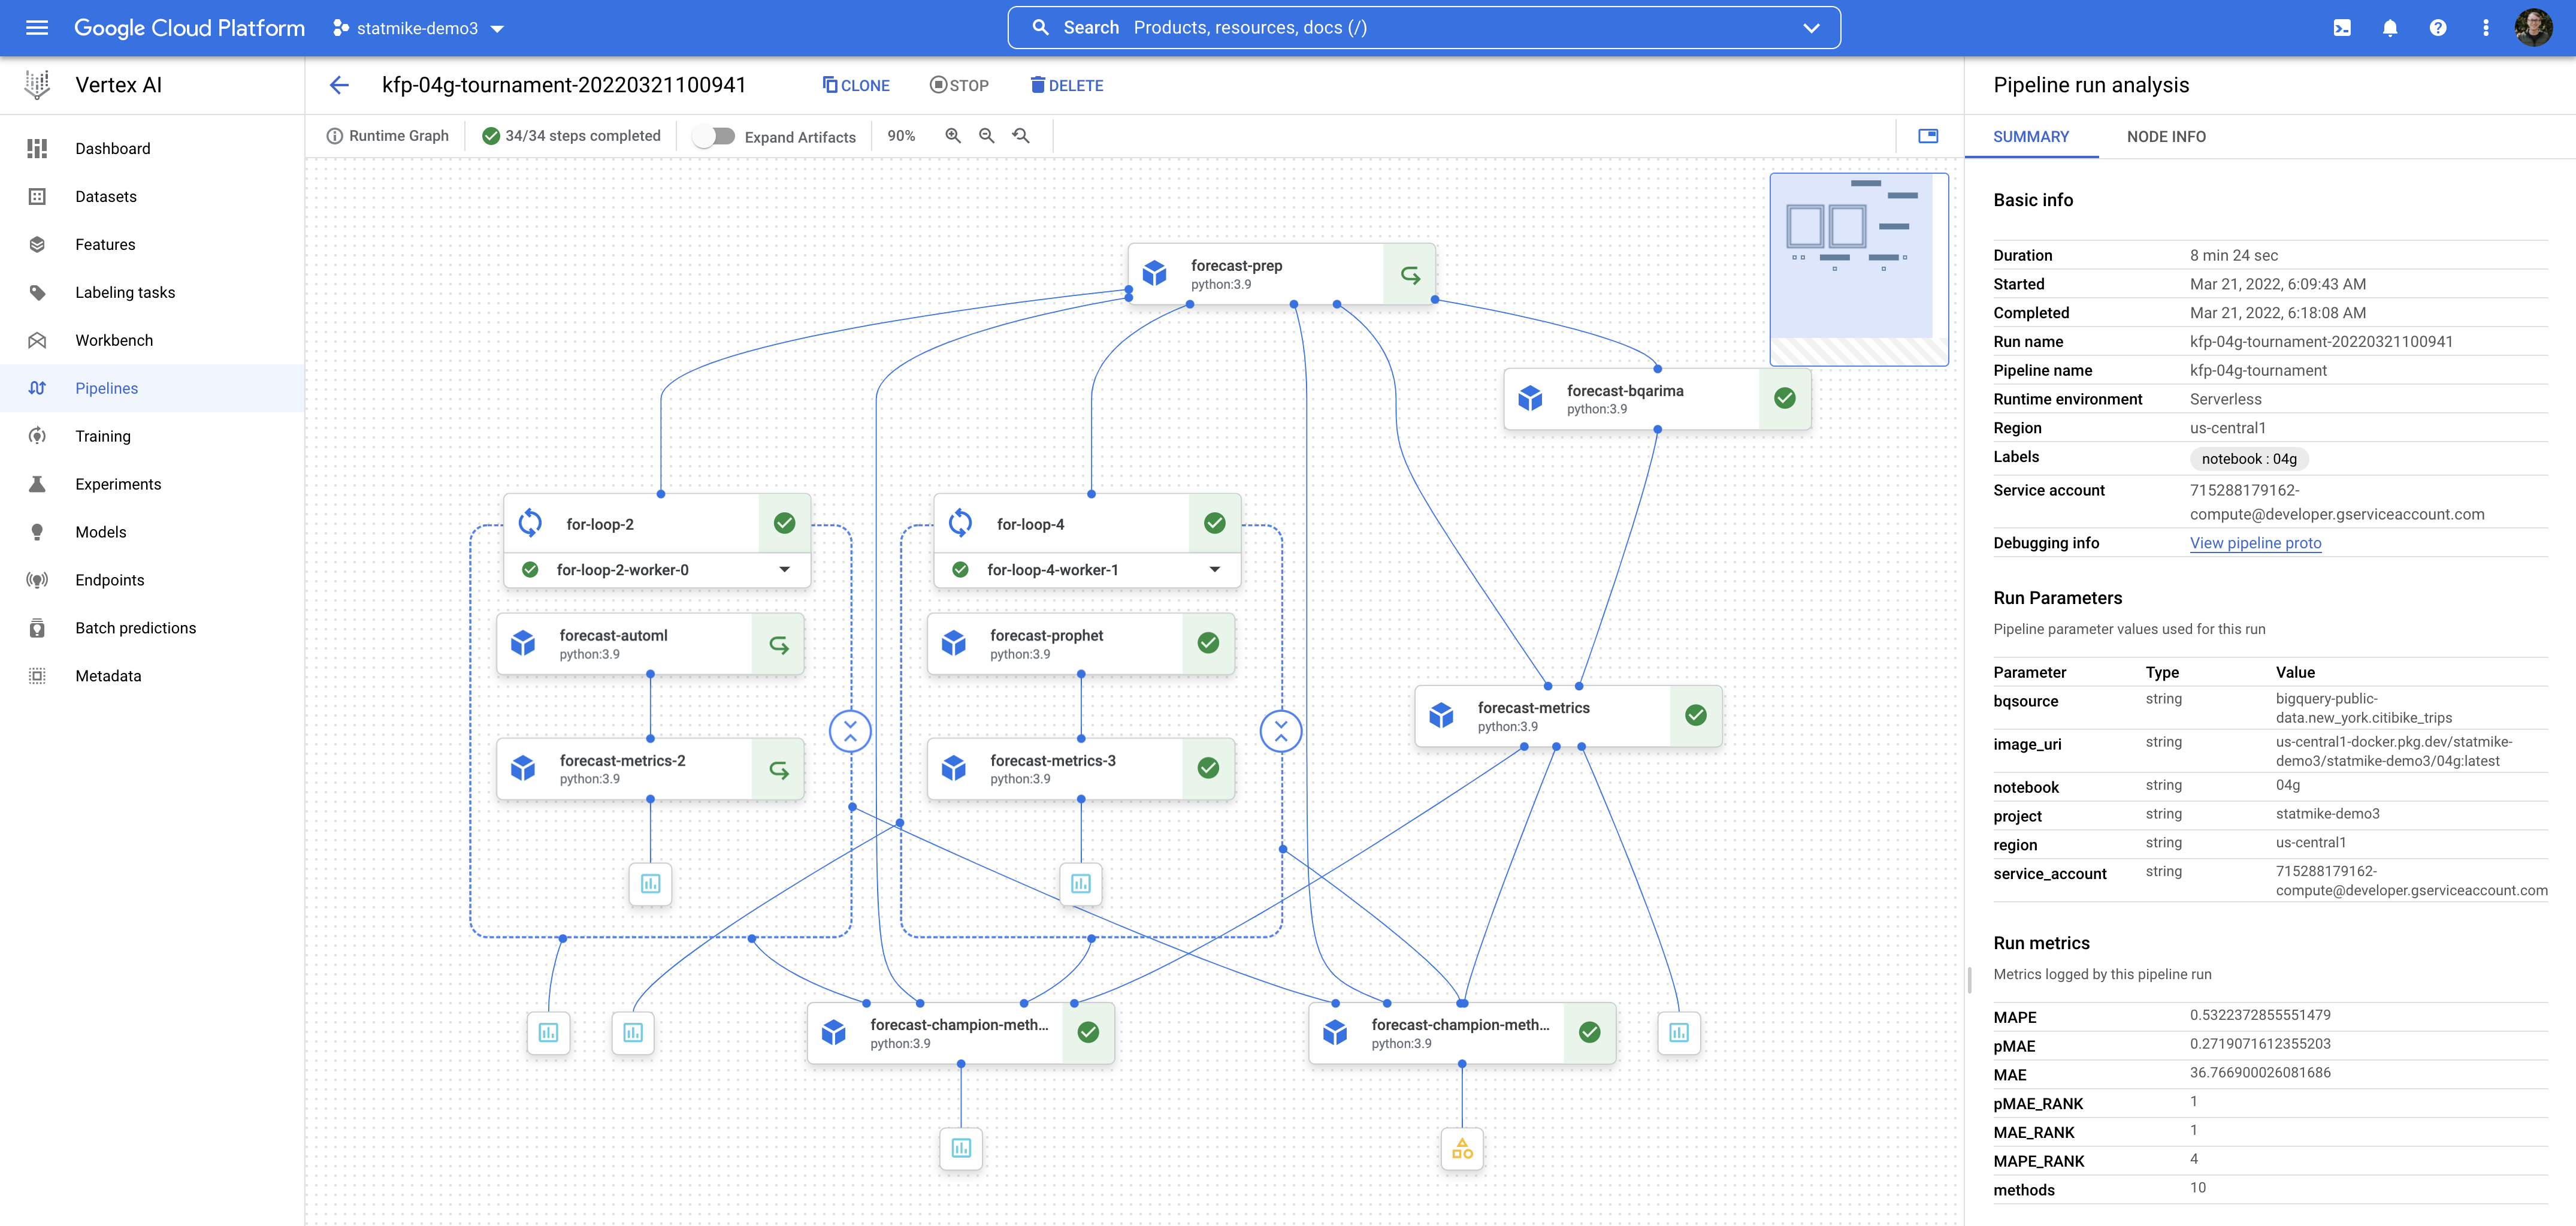 Google Cloud Platform
statmike-demo3
Search Products, resources, docs (/)
Vertex AI
kfp-04g-tournament-20220321100941
CLONE
STOP
DELETE
Pipeline run analysis
Runtime Graph
34/34 steps completed
Expand Artifacts
90%
SUMMARY
NODE INFO
Dashboard
Datasets
Features
Labeling tasks
Workbench
Pipelines
Training
Experiments
Models
Endpoints
Batch predictions
Metadata
forecast-prep
python:3.9
forecast-bqarima
python:3.9
for-loop-2
for-loop-2-worker-0
for-loop-4
for-loop-4-worker-1
forecast-automl
python:3.9
forecast-prophet
python:3.9
forecast-metrics
python:3.9
forecast-metrics-2
python:3.9
forecast-metrics-3
python:3.9
forecast-champion-meth...
python:3.9
forecast-champion-meth...
python:3.9
Basic info
Duration 8 min 24 sec
Started Mar 21, 2022, 6:09:43 AM
Completed Mar 21, 2022, 6:18:08 AM
Run name kfp-04g-tournament-20220321100941
Pipeline name kfp-04g-tournament
Runtime environment Serverless
Region us-central1
Labels notebook : 04g
Service account 715288179162-
compute@developer.gserviceaccount.com
Debugging info View pipeline proto
Run Parameters
Pipeline parameter values used for this run
Parameter Type Value
bqsource string bigquery-public-
data.new_york.citibike_trips
image_uri string us-central1-docker.pkg.dev/statmike-
demo3/statmike-demo3/04g:latest
notebook string 04g
project string statmike-demo3
region string us-central1
service_account string 715288179162-
compute@developer.gserviceaccount.com
Run metrics
Metrics logged by this pipeline run
MAPE 0.5322372855551479
pMAE 0.2719071612355203
MAE 36.766900026081686
pMAE_RANK 1
MAE_RANK 1
MAPE_RANK 4
methods 10